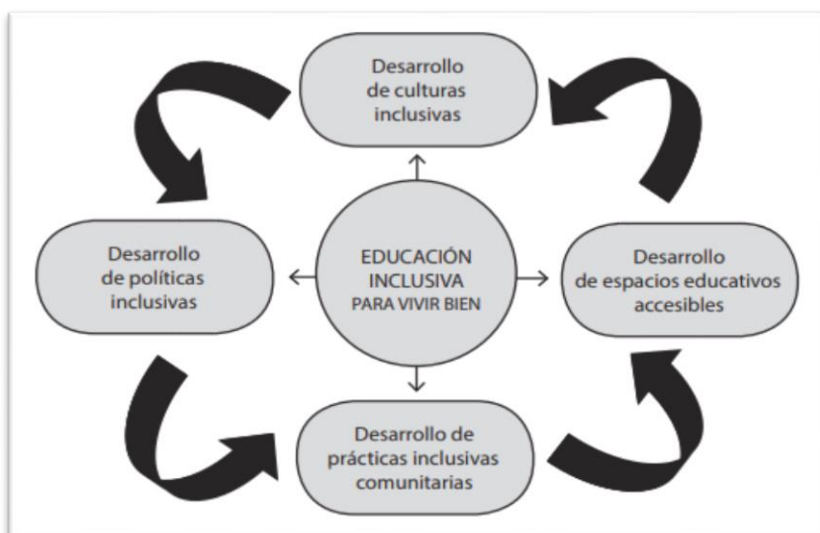 Desarrollo
de culturas
inclusivas
Desarrollo
de políticas
inclusivas
EDUCACIÓN
INCLUSIVA
PARA VIVIR BIEN
Desarrollo
de espacios educativos
accesibles
Desarrollo de
prácticas inclusivas
comunitarias